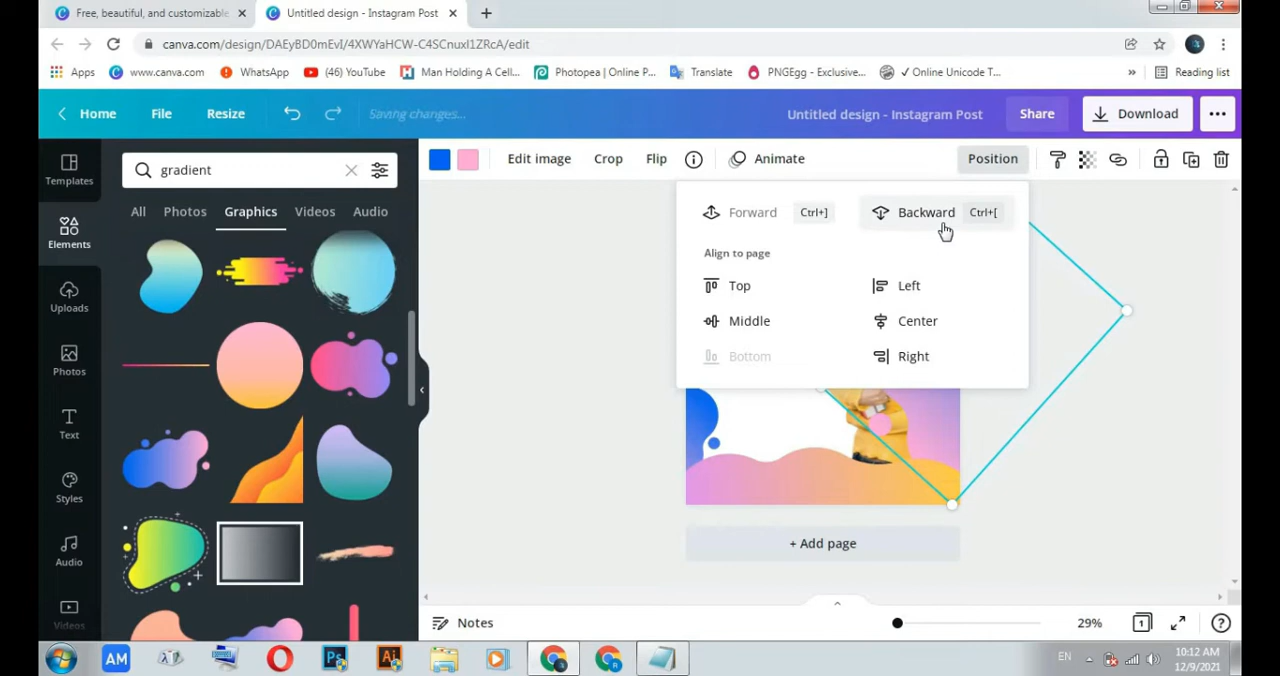 Free, beautiful, and customizable
Untitled design - Instagram Post
canva.com/design/DAEyBD0mEvI/4XWYaHCW-C4SCnuxl1ZRcA/edit
Apps
www.canva.com
WhatsApp
(46) YouTube
Man Holding A Cell...
Photopea | Online P...
Translate
PNGEgg - Exclusive...
✓ Online Unicode T...
»
Reading list
Home
File
Resize
Saving changes...
Untitled design - Instagram Post
Share
Download
Templates
Elements
Uploads
Photos
Text
Styles
Audio
Videos
gradient
All
Photos
Graphics
Videos
Audio
Edit image
Crop
Flip
Animate
Position
Forward
Ctrl+]
Backward
Ctrl+[
Align to page
Top
Left
Middle
Center
Bottom
Right
+ Add page
Notes
29%
1
AM
Ps
Ai
EN
10:12 AM
12/9/2021